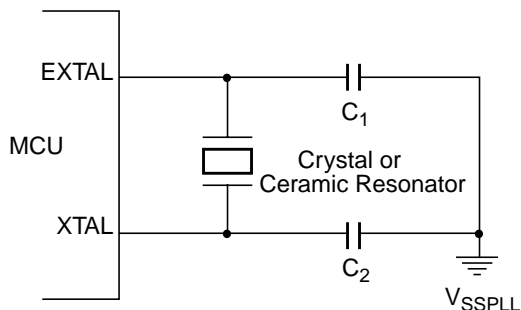 EXTAL
C1
MCU
Crystal or
Ceramic Resonator
XTAL
C2
VSSPLL